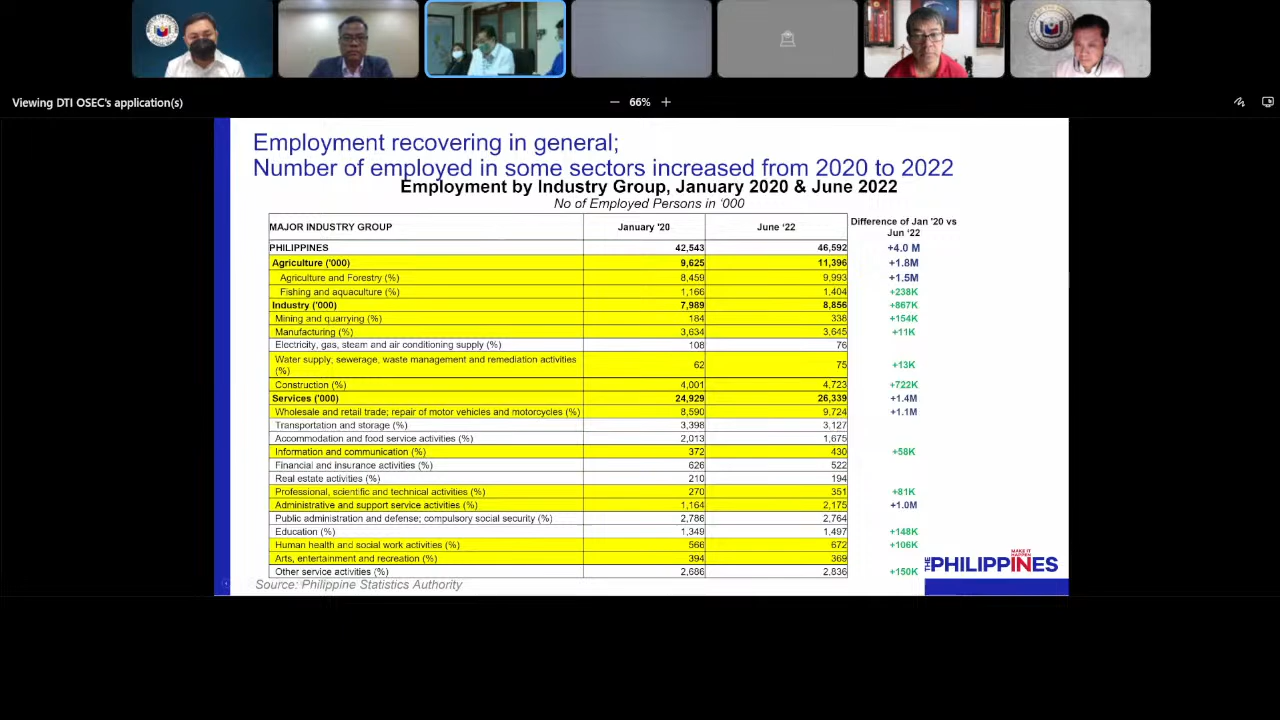 Viewing DTI OSEC's application(s)
66%
Employment recovering in general;
Number of employed in some sectors increased from 2020 to 2022
Employment by Industry Group, January 2020 & June 2022
No of Employed Persons in ‘000
MAJOR INDUSTRY GROUP January '20 June ‘22 Difference of Jan '20 vs
Jun ‘22
PHILIPPINES 42,543 46,592 +4.0 M
Agriculture ('000) 9,625 11,396 +1.8M
Agriculture and Forestry (%) 8,459 9,993 +1.5M
Fishing and aquaculture (%) 1,166 1,404 +238K
Industry ('000) 7,989 8,856 +867K
Mining and quarrying (%) 184 338 +154K
Manufacturing (%) 3,634 3,645 +11K
Electricity, gas, steam and air conditioning supply (%) 108 76
Water supply, sewerage, waste management and remediation activities
(%) 62 75 +13K
Construction (%) 4,001 4,723 +722K
Services ('000) 24,929 26,339 +1.4M
Wholesale and retail trade; repair of motor vehicles and motorcycles (%) 8,590 9,724 +1.1M
Transportation and storage (%) 3,398 3,127
Accommodation and food service activities (%) 2,013 1,675
Information and communication (%) 372 430 +58K
Financial and insurance activities (%) 626 522
Real estate activities (%) 210 194
Professional, scientific and technical activities (%) 270 351 +81K
Administrative and support service activities (%) 1,164 2,175 +1.0M
Public administration and defense; compulsory social security (%) 2,786 2,764
Education (%) 1,349 1,497 +148K
Human health and social work activities (%) 566 672 +106K
Arts, entertainment and recreation (%) 394 369
Other service activities (%) 2,686 2,836 +150K
Source: Philippine Statistics Authority
MAKE IT
HAPPEN
THE PHILIPPINES